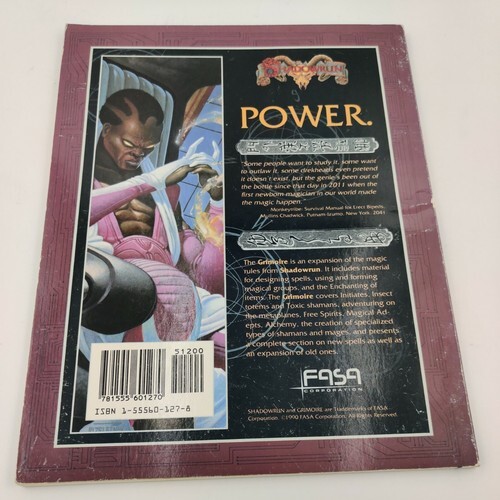 SHADOWRUN
POWER.
"Some people want to study it, some want
to outlaw it, some drekheads even pretend
it doesn't exist, but the genie's been out of
the bottle since that day in 2011 when the
first newborn magician in our world made
the magic happen."
Monkeytribe: Survival Manual for Erect Bipeds,
Mullins Chadwick, Putnam-Izumo, New York, 2041
The Grimoire is an expansion of the magic
rules from Shadowrun. It includes material
for designing spells, using and forming
magical groups, and the Enchanting of
items. The Grimoire covers Initiates, Insect
totems and Toxic shamans, adventuring on
the metaplanes, Free Spirits, Magical Ad-
epts, Alchemy, the creation of specialized
types of shamans and mages, and presents
a complete section on new spells as well as
an expansion of old ones.
FASA
CORPORATION
SHADOWRUN and GRIMOIRE are Trademarks of FASA
Corporation. ©1990 FASA Corporation. All Rights Reserved.
51200
9781555601270
ISBN 1-55560-127-8